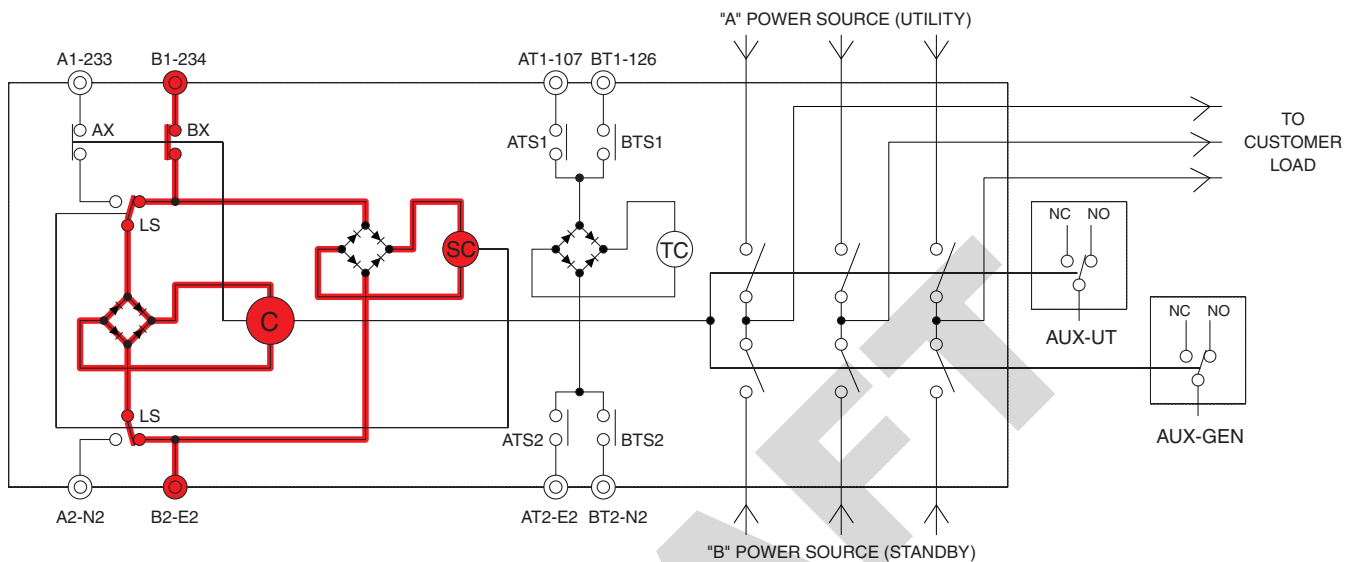 "A" POWER SOURCE (UTILITY)
A1-233
B1-234
AT1-107
BT1-126
AX
BX
ATS1
BTS1
TO
CUSTOMER
LOAD
LS
SC
TC
NC
NO
C
AUX-UT
NC
NO
LS
ATS2
BTS2
AUX-GEN
A2-N2
B2-E2
AT2-E2
BT2-N2
"B" POWER SOURCE (STANDBY)